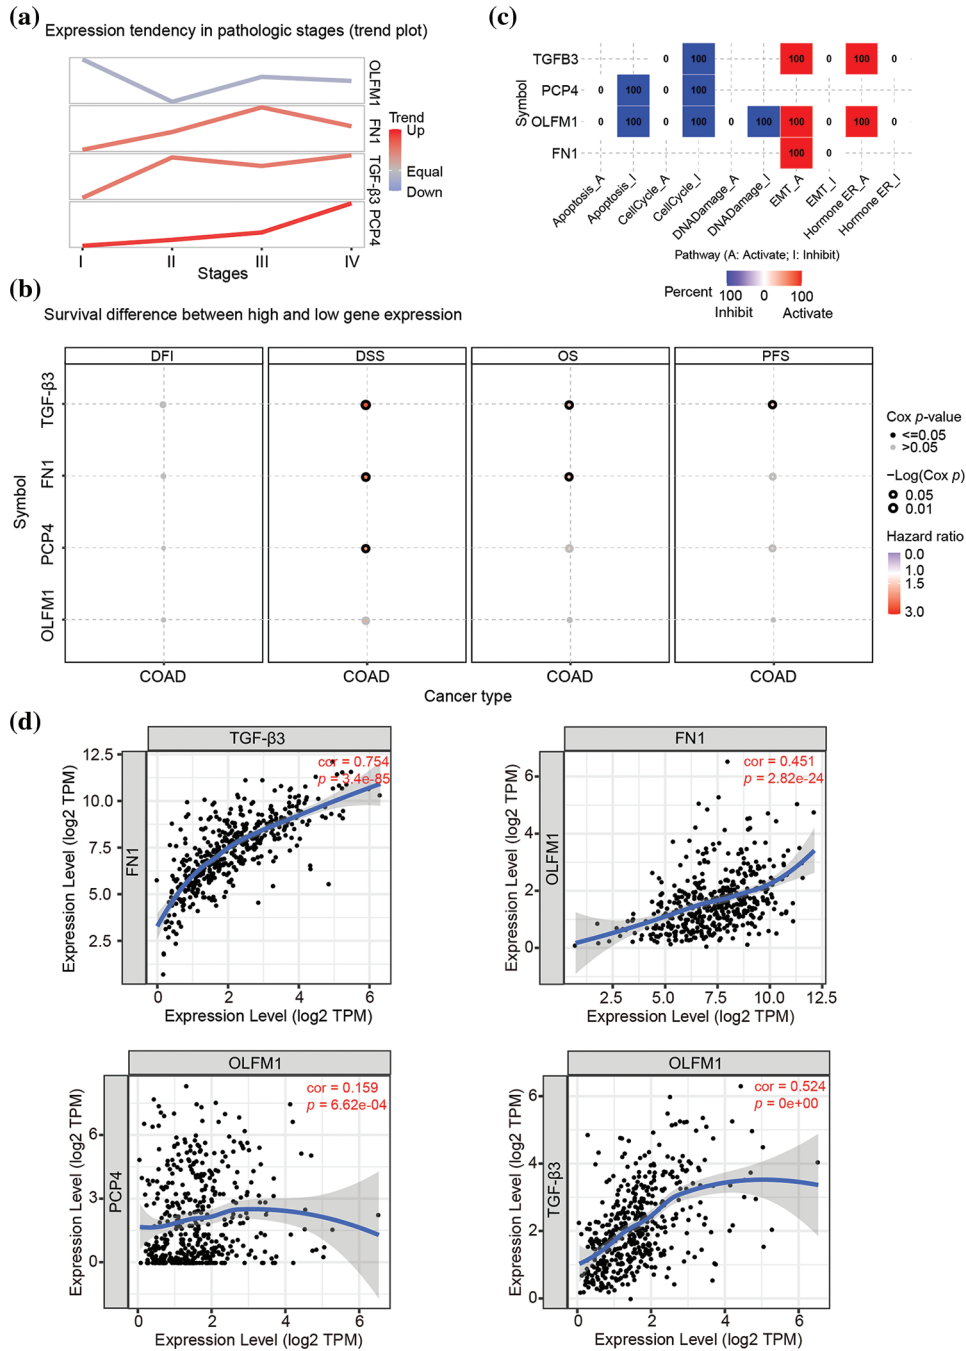 (a)
Expression tendency in pathologic stages (trend plot)
OLFM1
FN1
TGF-β3
PCP4
Trend
Up
Equal
Down
I II III IV
Stages
(c)
Symbol
TGFB3 0 100 100 0 100 0
PCP4 0 100 0 100
OLFM1 0 100 0 100 0 100 100 0 100 0
FN1 100 0
Apoptosis_A
Apoptosis_I
CellCycle_A
CellCycle_I
DNADamage_A
DNADamage_I
EMT_A
EMT_I
Hormone ER_A
Hormone ER_I
Pathway (A: Activate; I: Inhibit)
Percent
100 0 100
Inhibit Activate
(b)
Survival difference between high and low gene expression
DFI DSS OS PFS
Symbol
TGF-β3
FN1
PCP4
OLFM1
COAD COAD COAD COAD
Cancer type
Cox p-value
<=0.05
>0.05
−Log(Cox p)
0.05
0.01
Hazard ratio
0.0
1.0
1.5
3.0
(d)
TGF-β3
FN1
Expression Level (log2 TPM)
12.5
10.0
7.5
5.0
2.5
cor = 0.754
p = 3.4e-85
0 2 4 6
Expression Level (log2 TPM)
FN1
OLFM1
Expression Level (log2 TPM)
6
4
2
0
cor = 0.451
p = 2.82e-24
2.5 5.0 7.5 10.0 12.5
Expression Level (log2 TPM)
OLFM1
PCP4
Expression Level (log2 TPM)
6
3
0
cor = 0.159
p = 6.62e-04
0 2 4 6
Expression Level (log2 TPM)
OLFM1
TGF-β3
Expression Level (log2 TPM)
6
4
2
0
cor = 0.524
p = 0e+00
0 2 4 6
Expression Level (log2 TPM)